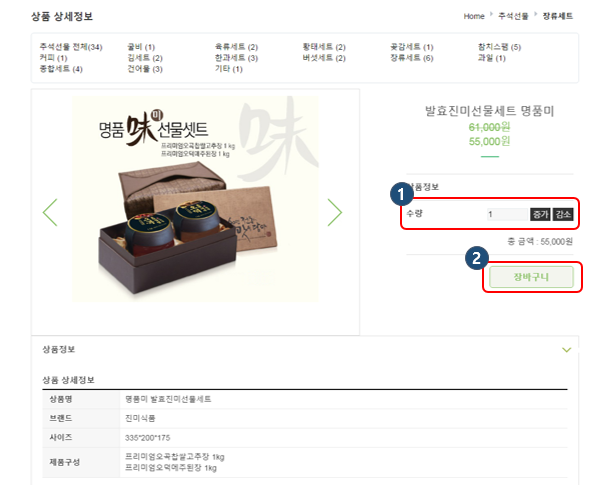 상품 상세정보
Home > 추석선물 > 장류세트
추석선물 전체(34) 굴비 (1) 육류세트 (2) 황태세트 (2) 곶감세트 (1) 참치스팸 (5)
커피 (1) 김세트 (2) 한과세트 (3) 버섯세트 (2) 장류세트 (6) 과일 (1)
종합세트 (4) 건어물 (3) 기타 (1)
명품 味 미 선물셋트
프리미엄오곡찹쌀고추장 1 kg
프리미엄오덕메주된장 1 kg
味
발효진미선물세트 명품미
61,000원
55,000원
상품정보
1
수량 1 증가 감소
총 금액 : 55,000원
2
장바구니
상품정보
상품 상세정보
상품명 명품미 발효진미선물세트
브랜드 진미식품
사이즈 335*200*175
제품구성 프리미엄오곡찹쌀고추장 1kg
프리미엄오덕메주된장 1kg